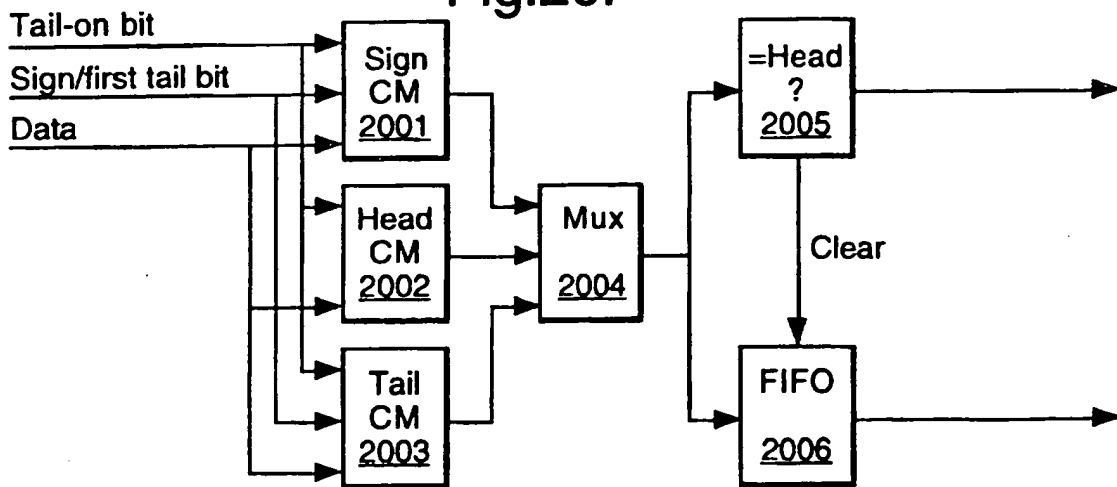 Tail-on bit
Sign/first tail bit
Data
Sign
CM
2001
Head
CM
2002
Tail
CM
2003
Mux
2004
=Head
?
2005
Clear
FIFO
2006